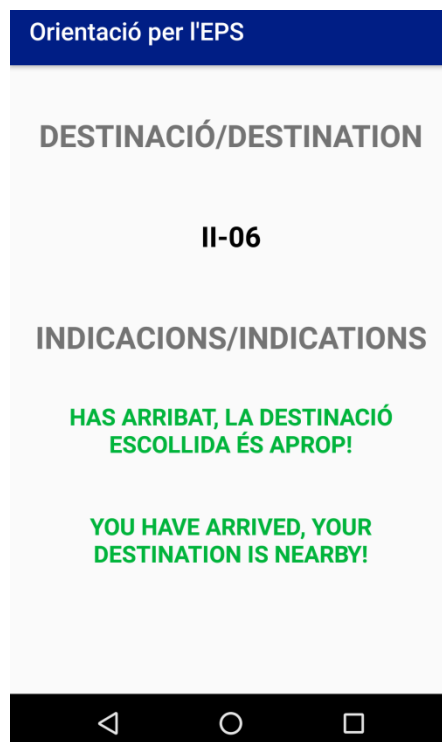 Orientació per l'EPS
DESTINACIÓ/DESTINATION
II-06
INDICACIONS/INDICATIONS
HAS ARRIBAT, LA DESTINACIÓ
ESCOLLIDA ÉS APROP!
YOU HAVE ARRIVED, YOUR
DESTINATION IS NEARBY!